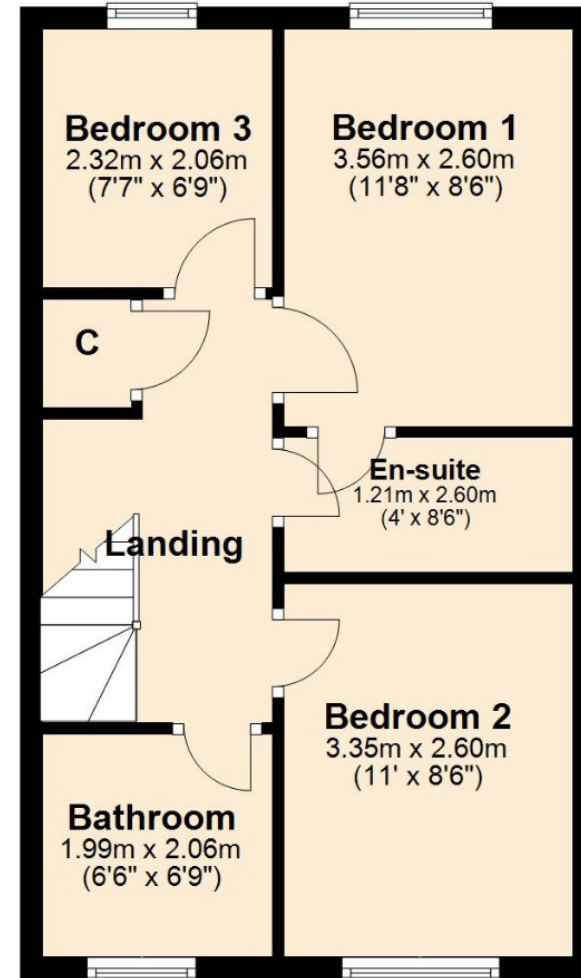 Bedroom 3
2.32m x 2.06m
(7'7" x 6'9")
Bedroom 1
3.56m x 2.60m
(11'8" x 8'6")
C
En-suite
1.21m x 2.60m
(4' x 8'6")
Landing
Bedroom 2
3.35m x 2.60m
(11' x 8'6")
Bathroom
1.99m x 2.06m
(6'6" x 6'9")